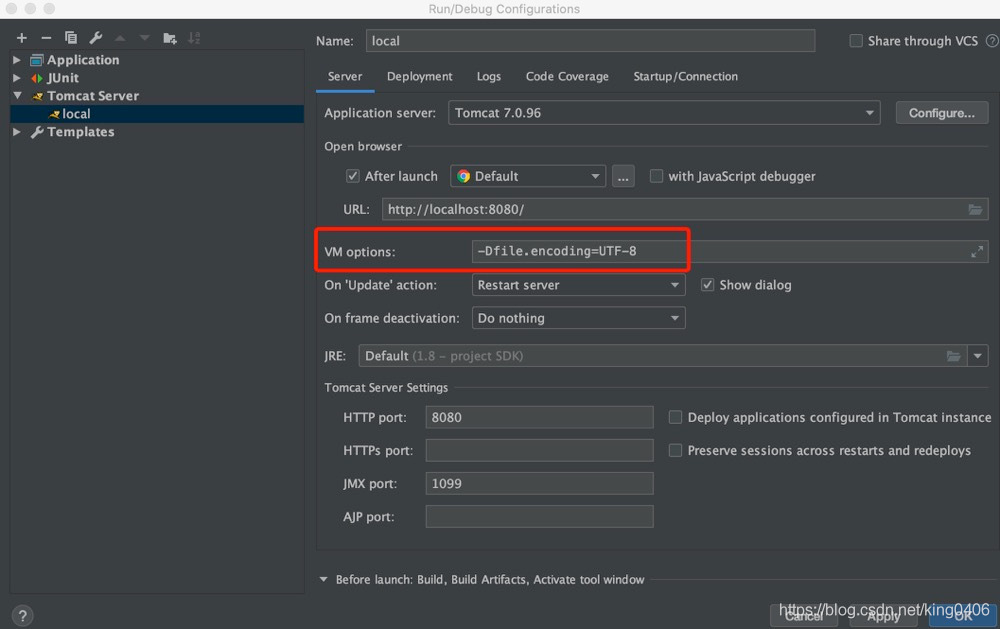 Run/Debug Configurations
Name: local Share through VCS ?
Application
JUnit
Tomcat Server
local
Templates
Server Deployment Logs Code Coverage Startup/Connection
Application server: Tomcat 7.0.96 Configure...
Open browser
After launch Default ... with JavaScript debugger
URL: http://localhost:8080/
VM options: -Dfile.encoding=UTF-8
On 'Update' action: Restart server Show dialog
On frame deactivation: Do nothing
JRE: Default (1.8 – project SDK)
Tomcat Server Settings
HTTP port: 8080 Deploy applications configured in Tomcat instance
HTTPs port: Preserve sessions across restarts and redeploys
JMX port: 1099
AJP port:
Before launch: Build, Build Artifacts, Activate tool window
? Cancel Apply OK
https://blog.csdn.net/king0406